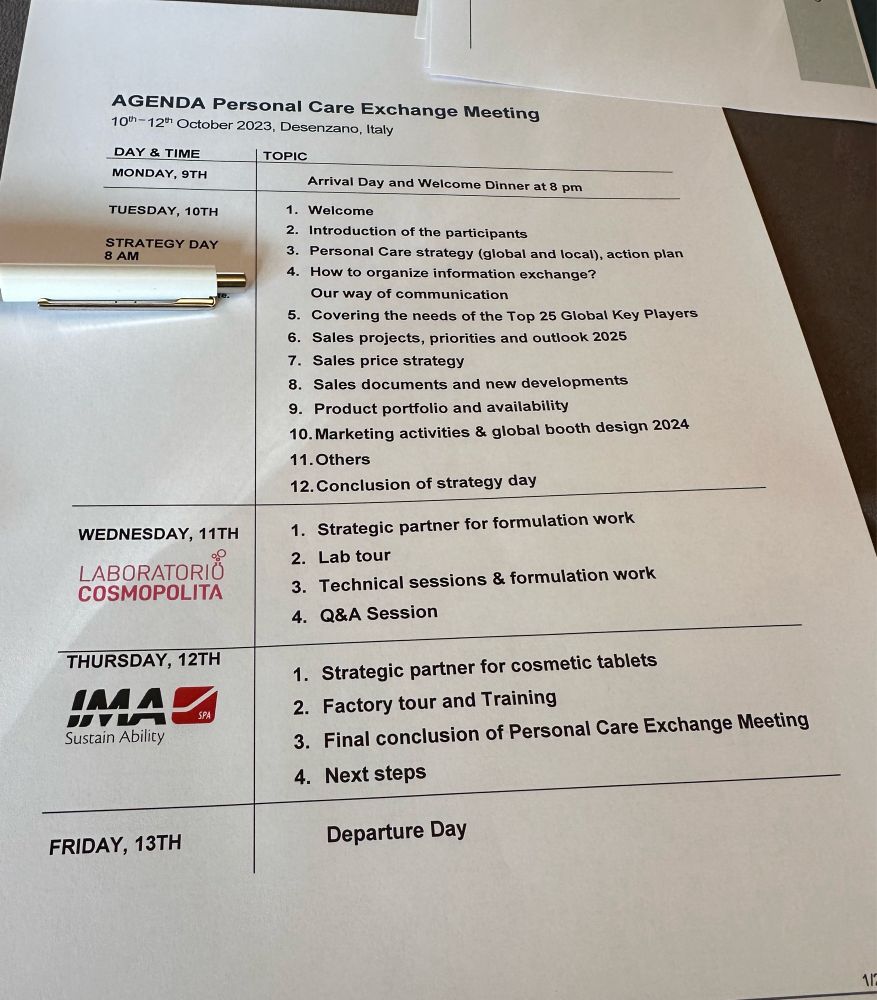 AGENDA Personal Care Exchange Meeting
10th–12th October 2023, Desenzano, Italy
DAY & TIME TOPIC
MONDAY, 9TH Arrival Day and Welcome Dinner at 8 pm
TUESDAY, 10TH 1. Welcome
2. Introduction of the participants
STRATEGY DAY 3. Personal Care strategy (global and local), action plan
8 AM 4. How to organize information exchange?
Our way of communication
5. Covering the needs of the Top 25 Global Key Players
6. Sales projects, priorities and outlook 2025
7. Sales price strategy
8. Sales documents and new developments
9. Product portfolio and availability
10. Marketing activities & global booth design 2024
11. Others
12. Conclusion of strategy day
WEDNESDAY, 11TH 1. Strategic partner for formulation work
LABORATORIO 2. Lab tour
COSMOPOLITA 3. Technical sessions & formulation work
4. Q&A Session
THURSDAY, 12TH 1. Strategic partner for cosmetic tablets
IMA SPA 2. Factory tour and Training
Sustain Ability 3. Final conclusion of Personal Care Exchange Meeting
4. Next steps
FRIDAY, 13TH Departure Day